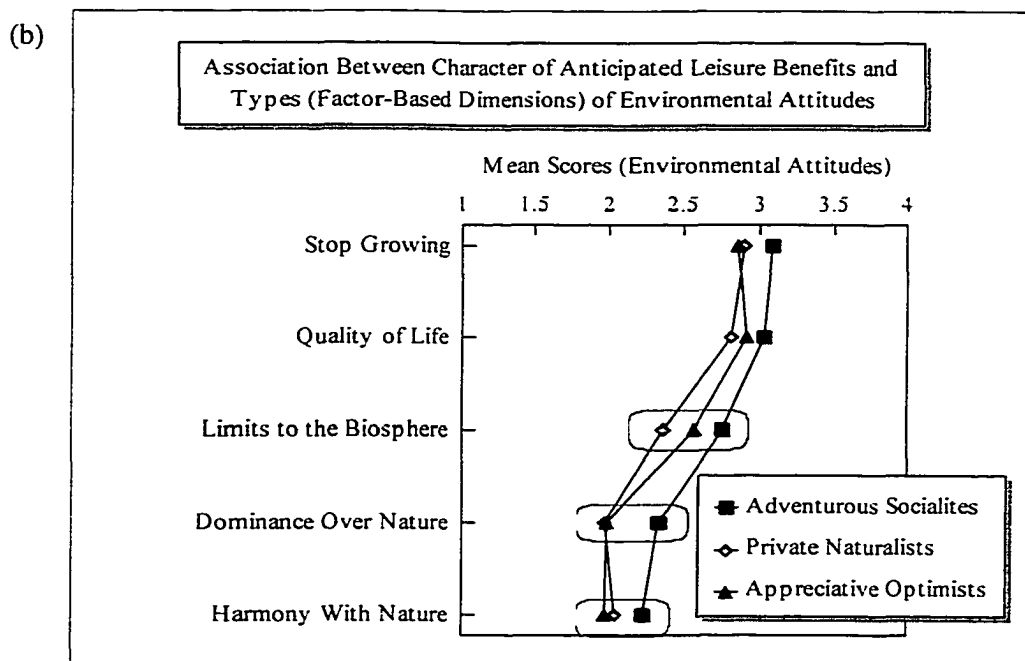 (b)
Association Between Character of Anticipated Leisure Benefits and
Types (Factor-Based Dimensions) of Environmental Attitudes
Mean Scores (Environmental Attitudes)
1 1.5 2 2.5 3 3.5 4
Stop Growing
Quality of Life
Limits to the Biosphere
Dominance Over Nature
Harmony With Nature
Adventurous Socialites
Private Naturalists
Appreciative Optimists